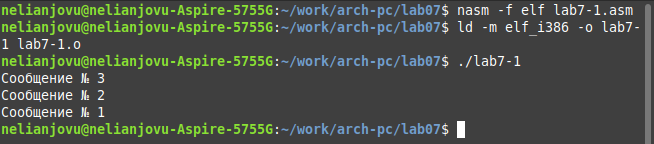 nelianjovu@nelianjovu-Aspire-5755G:~/work/arch-pc/lab07$ nasm -f elf lab7-1.asm
nelianjovu@nelianjovu-Aspire-5755G:~/work/arch-pc/lab07$ ld -m elf_i386 -o lab7-
1 lab7-1.o
nelianjovu@nelianjovu-Aspire-5755G:~/work/arch-pc/lab07$ ./lab7-1
Сообщение № 3
Сообщение № 2
Сообщение № 1
nelianjovu@nelianjovu-Aspire-5755G:~/work/arch-pc/lab07$